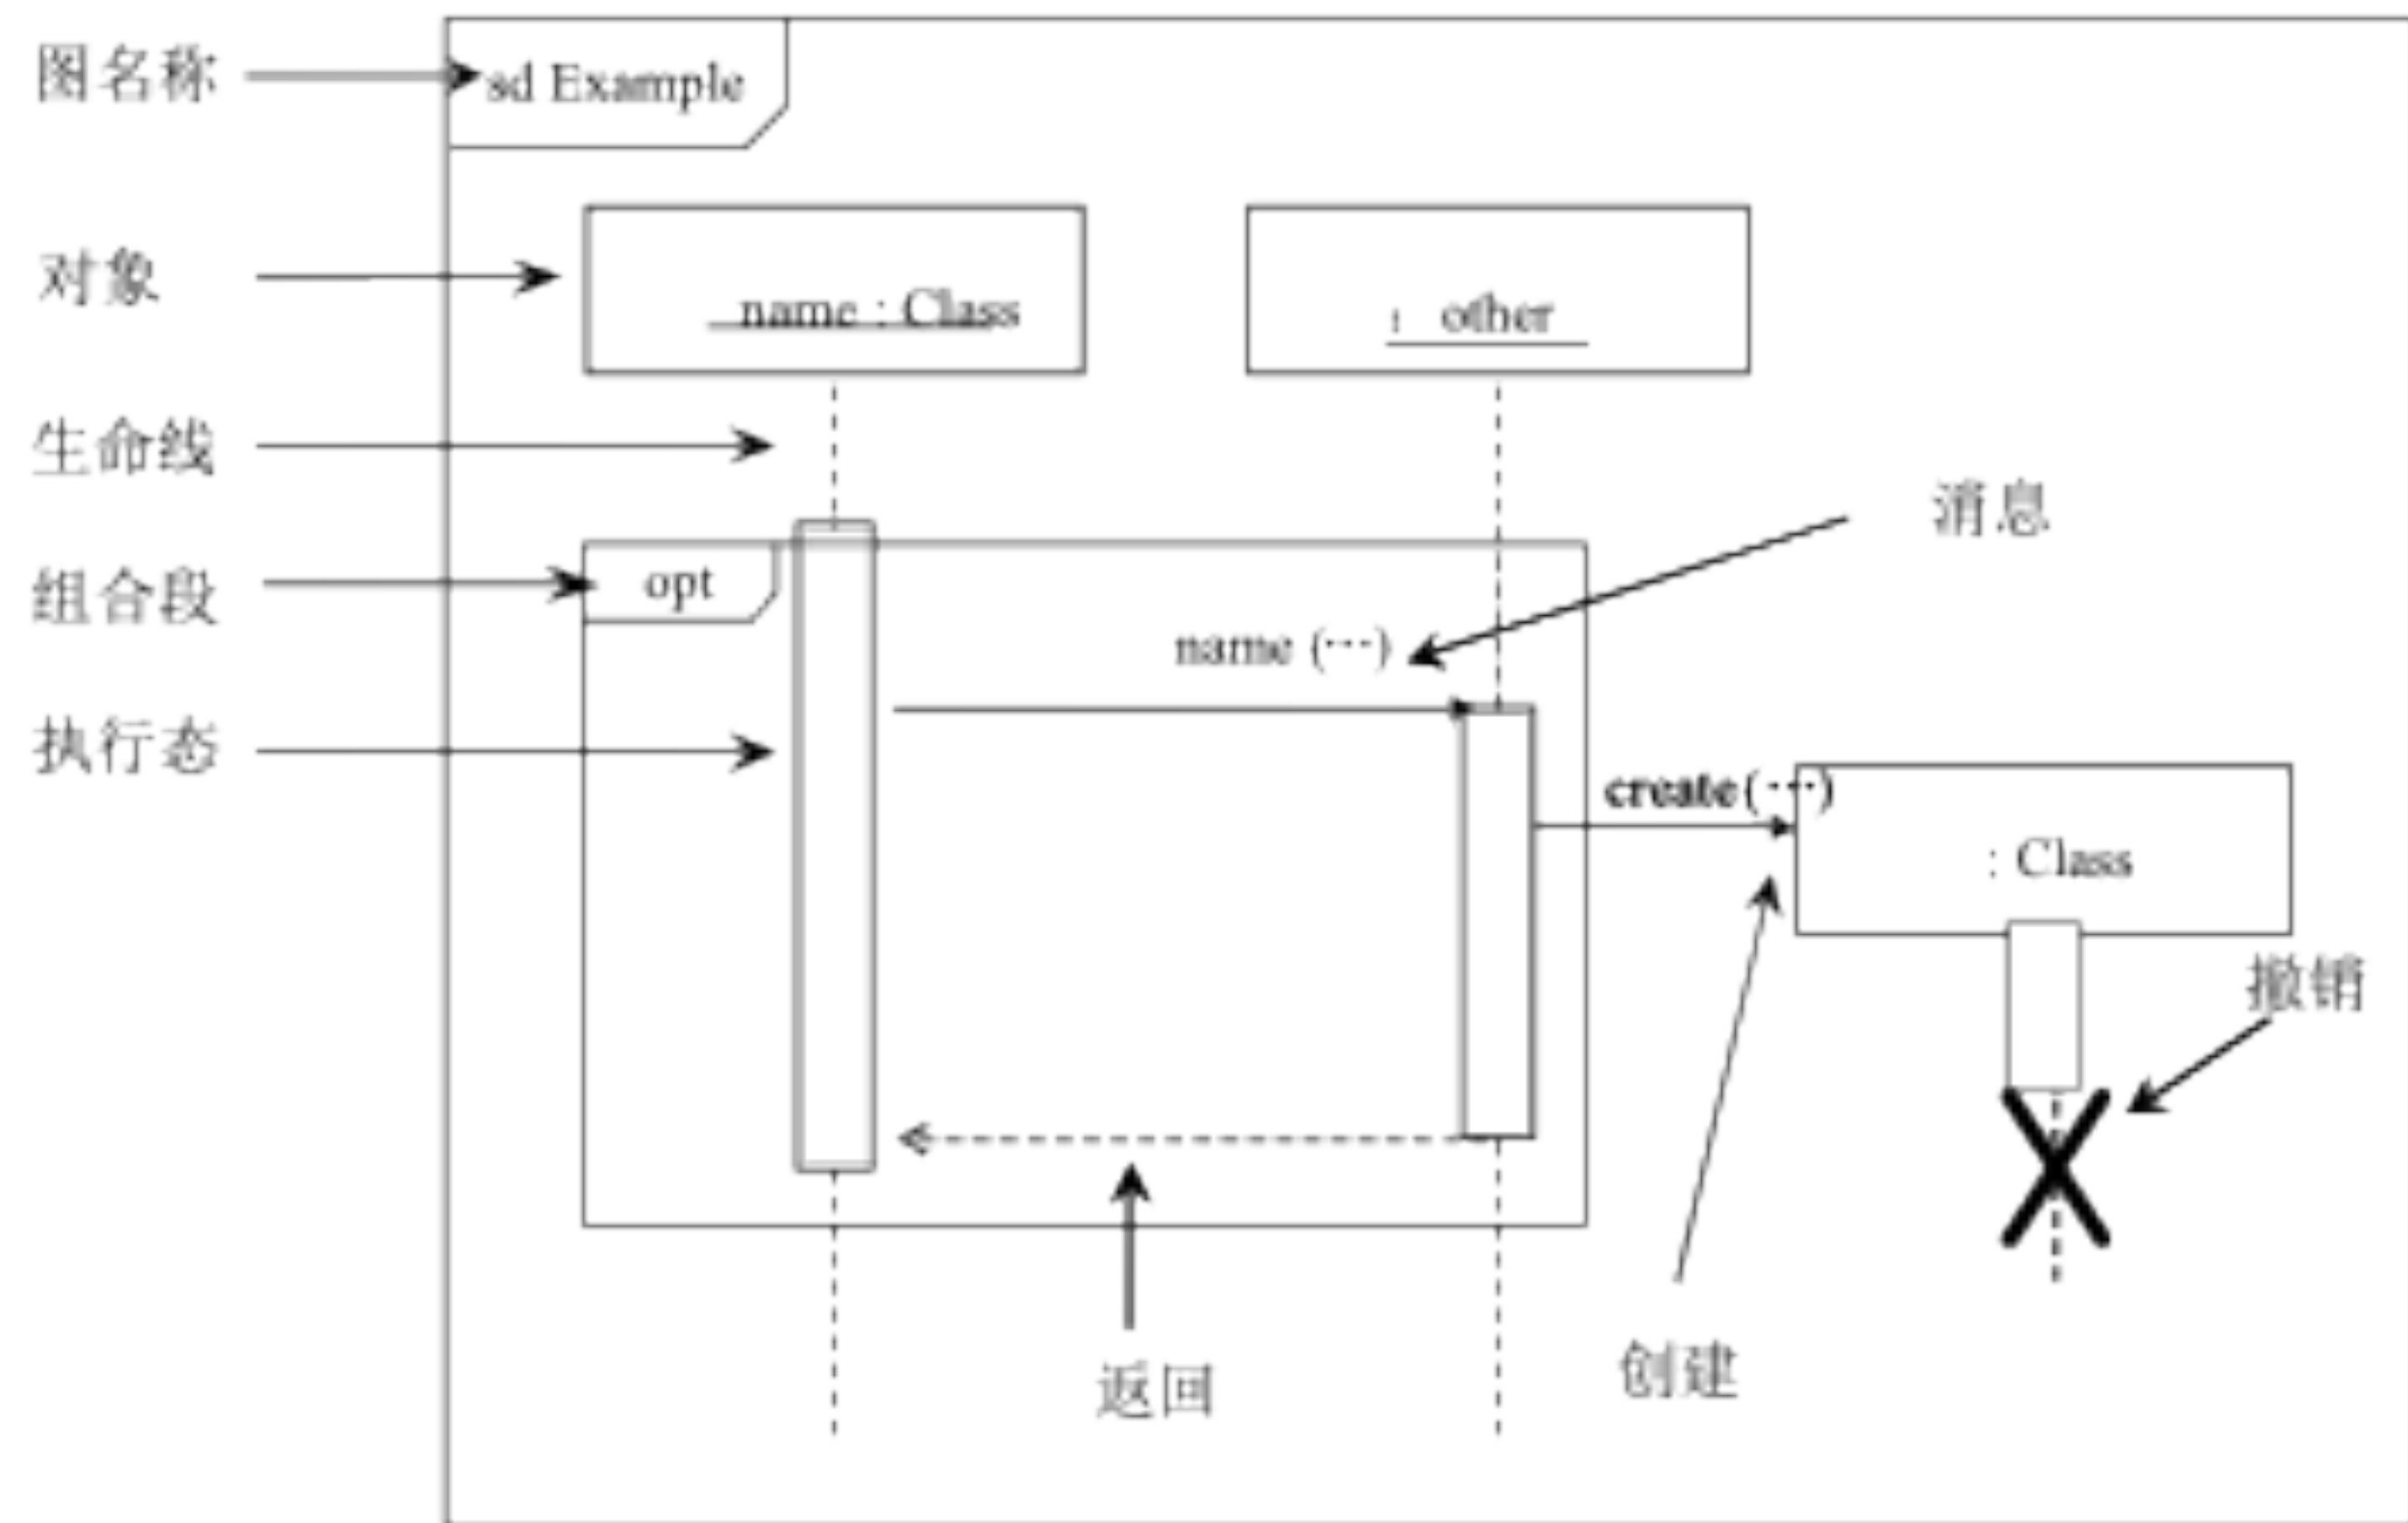 图名称
sd Example
对象
name : Class
: other
生命线
消息
组合段
opt
name (···)
执行态
create(···)
: Class
撤销
返回
创建